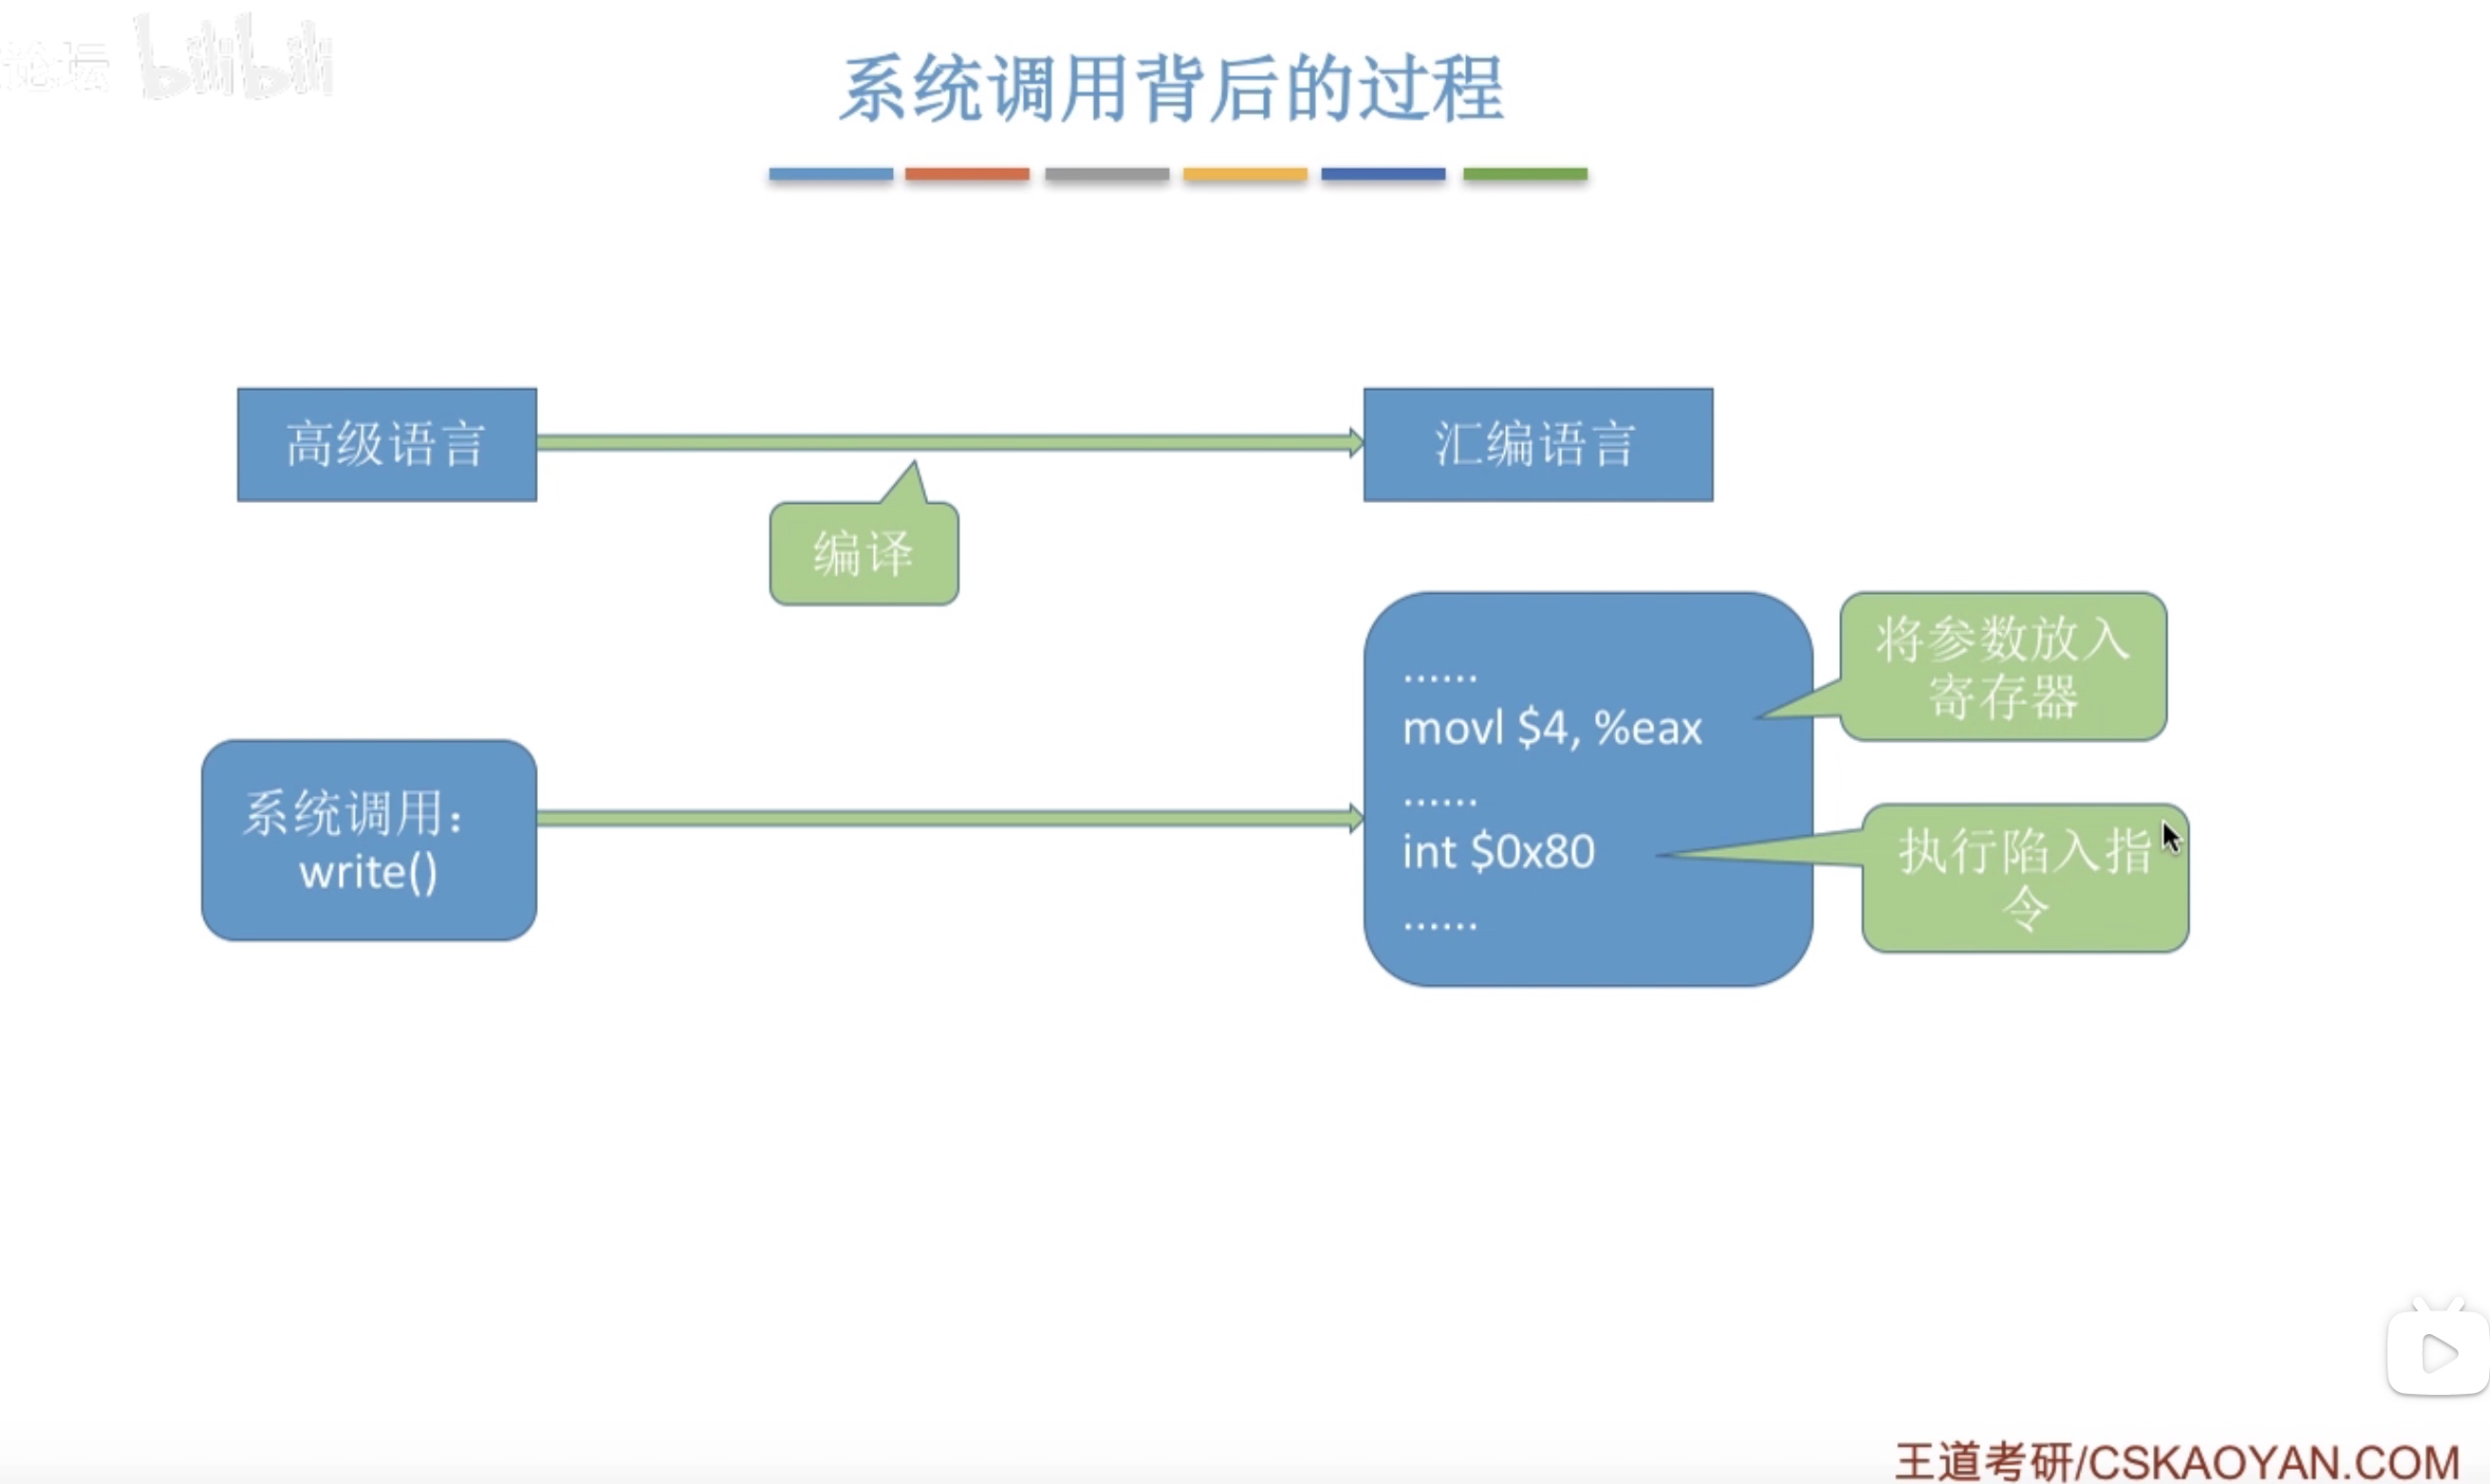 论坛 bilibili
系统调用背后的过程
高级语言
汇编语言
编译
系统调用：
write()
......
movl $4, %eax
......
int $0x80
......
将参数放入
寄存器
执行陷入指
令
王道考研/CSKAOYAN.COM